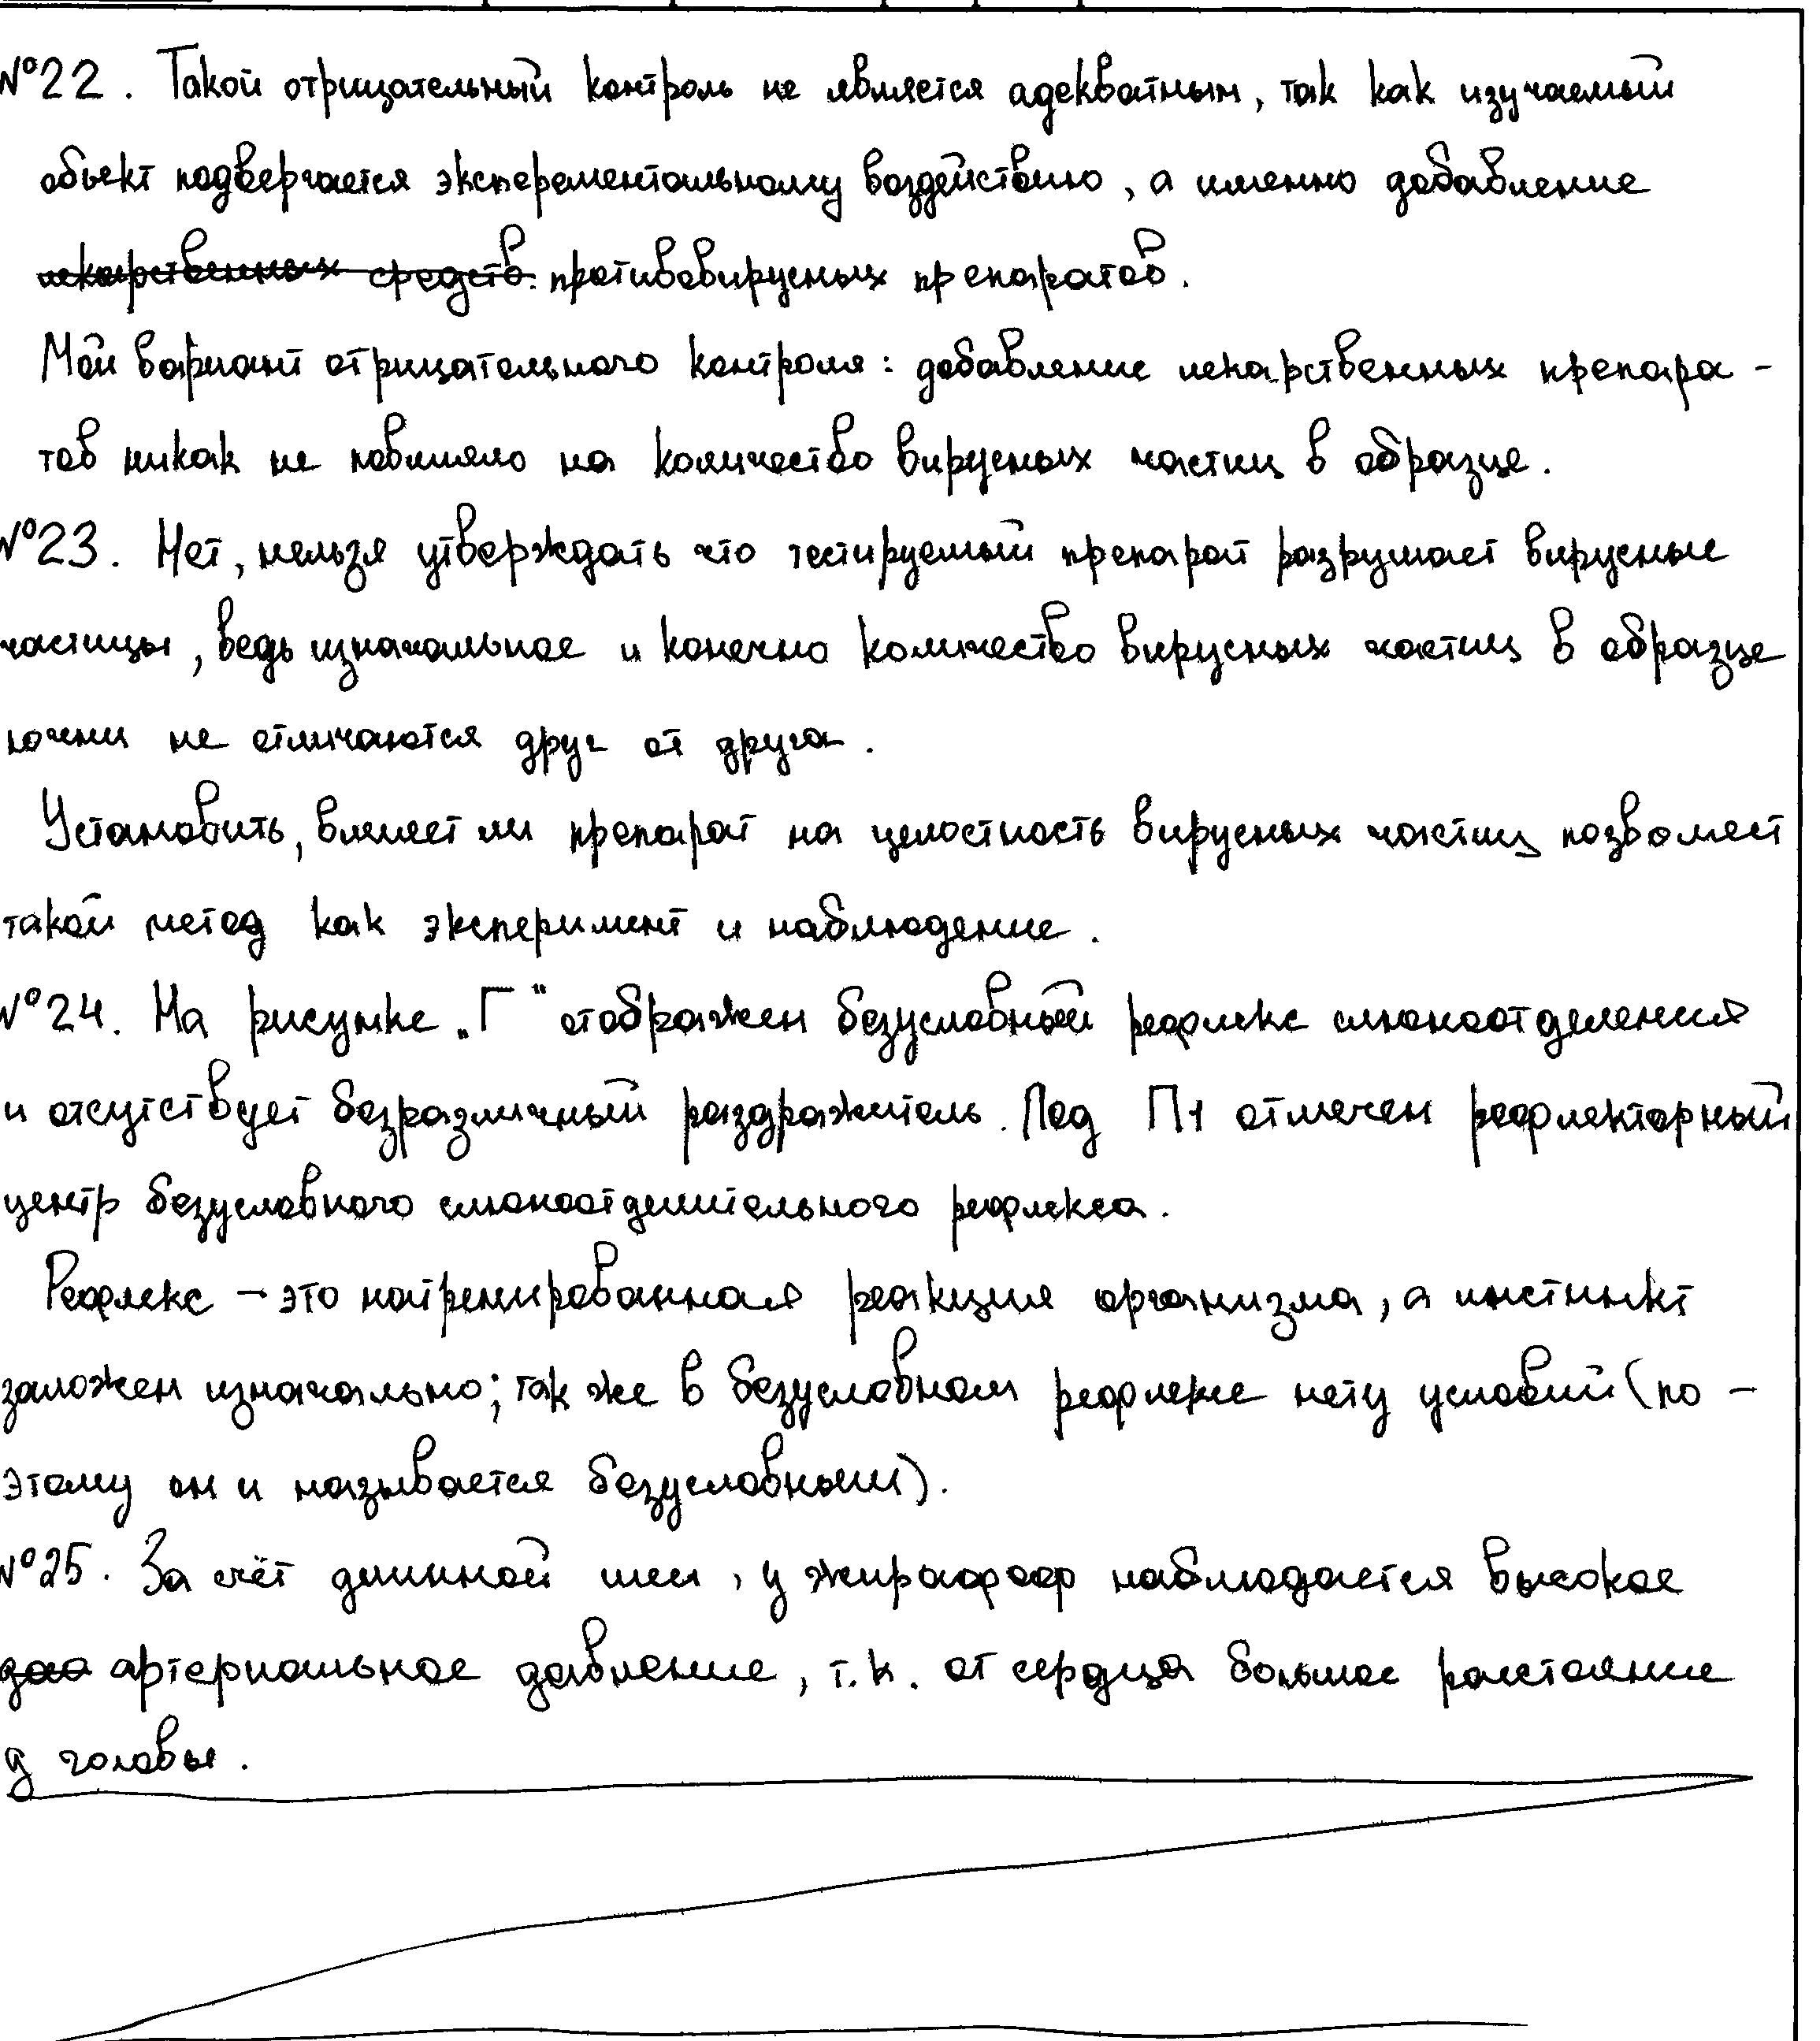 №22. Такой отрицательный контроль не является адекватным, так как изучаемый
обьект подвергается эксперементальному воздействию, а именно добавление
лекарственных средств. противовирусных препаратов.
Мой вариант отрицательного контроля: добавление лекарственных препара-
тов никак не повлияло на количество вирусных частиц в образце.
№23. Нет, нельзя утверждать что тестируемый препарат разрушает вирусные
частицы, ведь изначальное и конечно количество вирусных частиц в образце
почти не отличаются друг от друга.
Установить, влияет ли препарат на целостность вирусных частиц позволяет
такой метод как эксперимент и наблюдение.
№24. На рисунке „Г" отображен безусловный рефлекс слюноотделения
и отсутствует безразличный раздражитель. Под П1 отмечен рефлекторный
центр безусловного слюноотделительного рефлекса.
Рефлекс - это натренированная реакция организма, а инстинкт
заложен изначально; так же в безусловном рефлексе нету условий (по-
этому он и называется безусловным).
№25. За счёт длинной шеи, у жирафов наблюдается высокое
артериальное давление, т.к. от сердца большое расстояние
д головы.